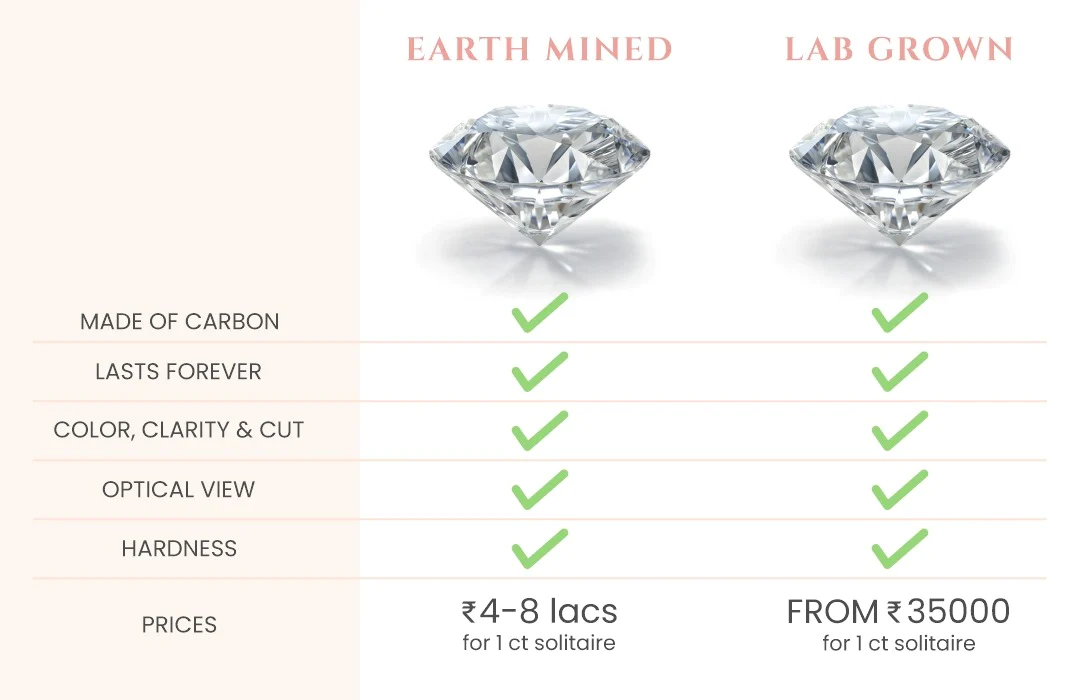 EARTH MINED
LAB GROWN
MADE OF CARBON
LASTS FOREVER
COLOR, CLARITY & CUT
OPTICAL VIEW
HARDNESS
PRICES
₹4-8 lacs
for 1 ct solitaire
FROM ₹35000
for 1 ct solitaire